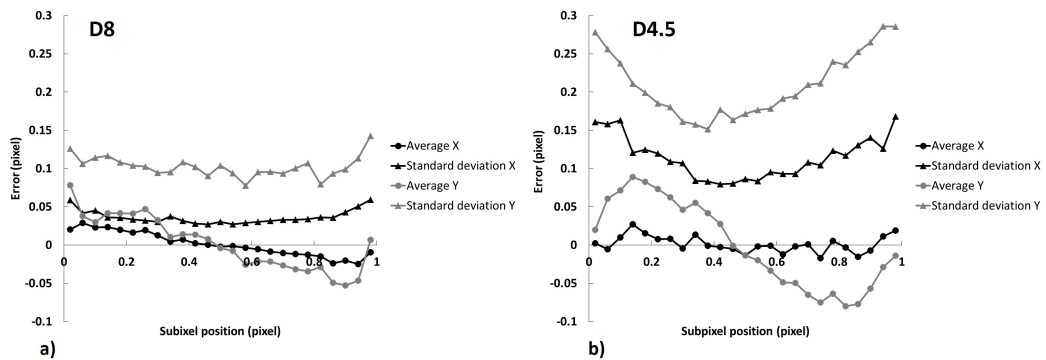 D8
0.3
0.25
0.2
0.15
0.1
0.05
0
-0.05
-0.1
0 0.2 0.4 0.6 0.8 1
Error (pixel)
Subixel position (pixel)
Average X
Standard deviation X
Average Y
Standard deviation Y
a)
D4.5
0.3
0.25
0.2
0.15
0.1
0.05
0
-0.05
-0.1
0 0.2 0.4 0.6 0.8 1
Error (pixel)
Subpixel position (pixel)
Average X
Standard deviation X
Average Y
Standard deviation Y
b)